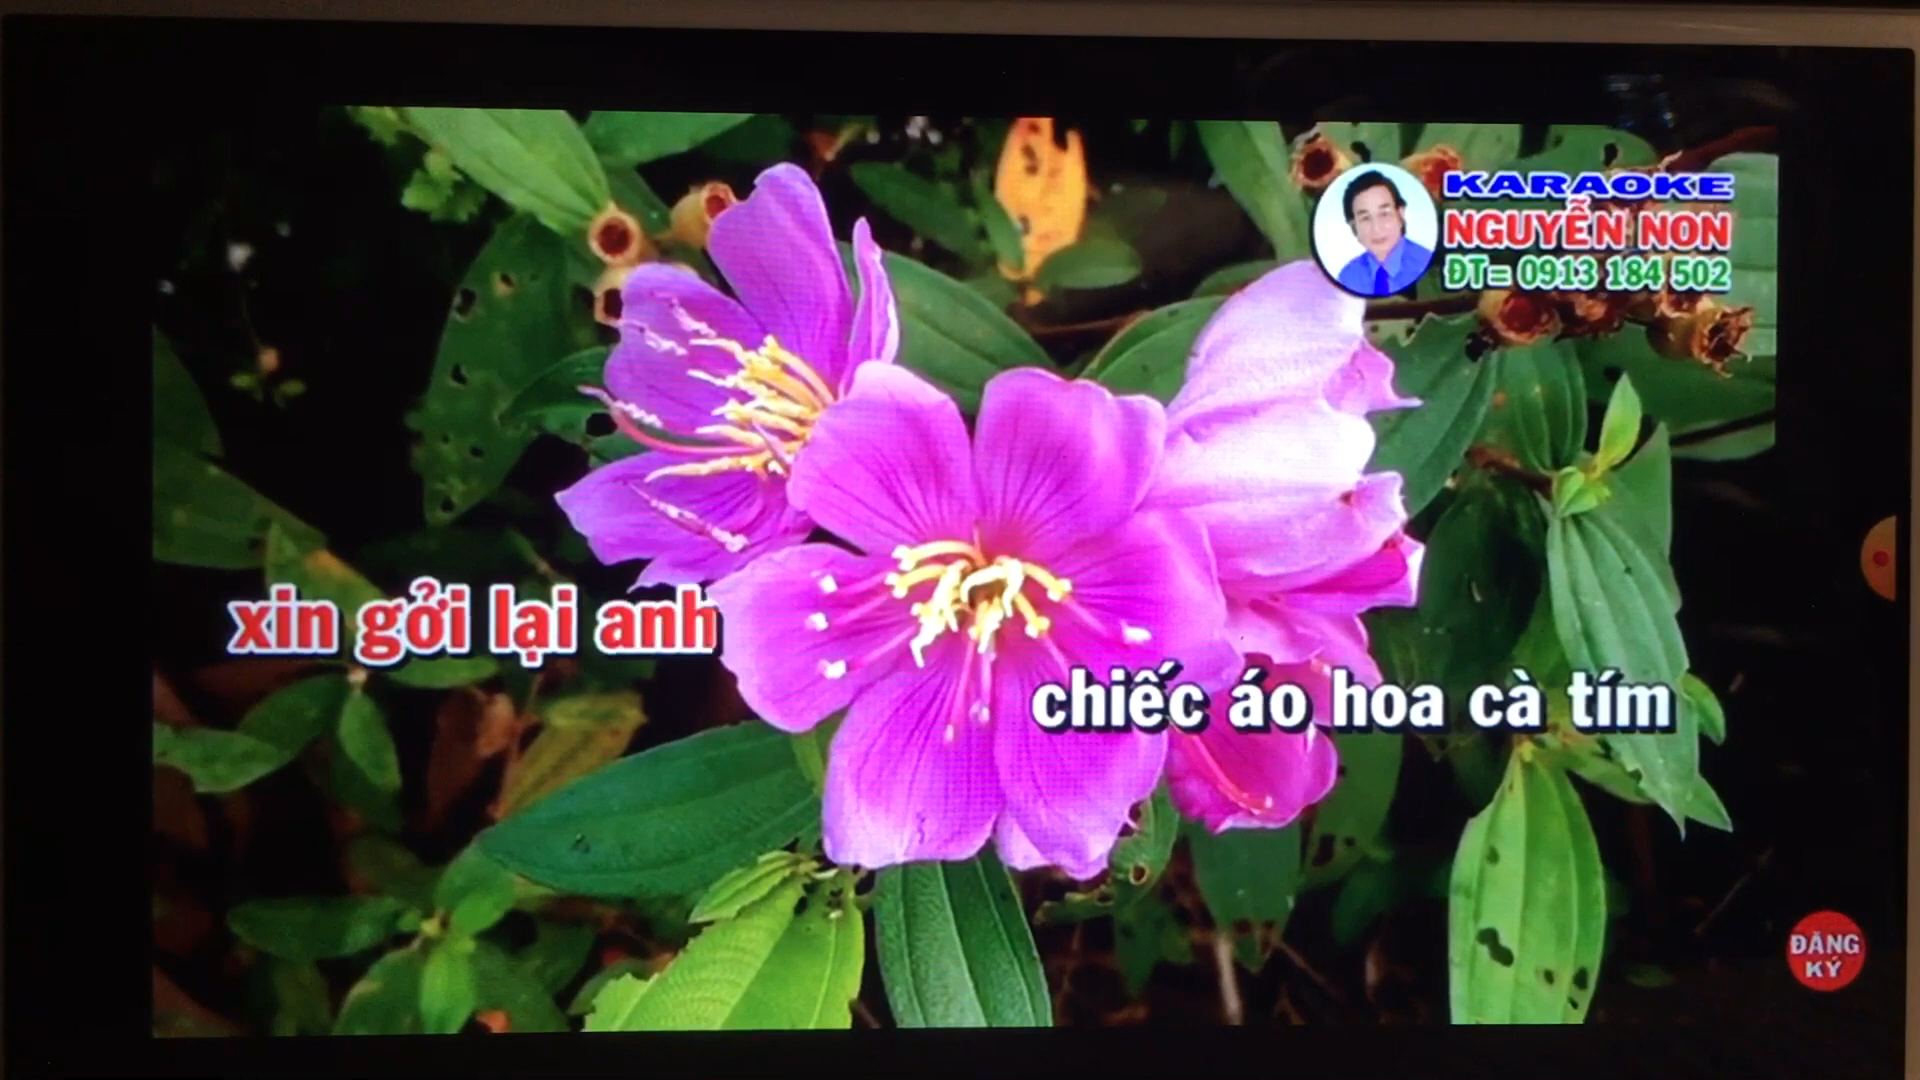 KARAOKE
NGUYỄN NON
ĐT= 0913 184 502
xin gởi lại anh
chiếc áo hoa cà tím
ĐĂNG
KÝ